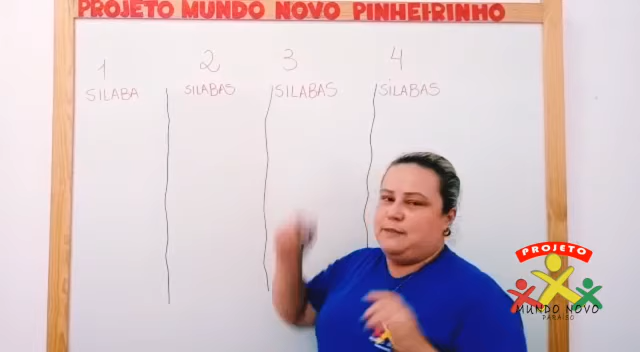 PROJETO MUNDO NOVO PINHEIRINHO
1 2 3 4
SILABA SILABAS SILABAS SILABAS
PROJETO
MUNDO NOVO
PARAÍSO